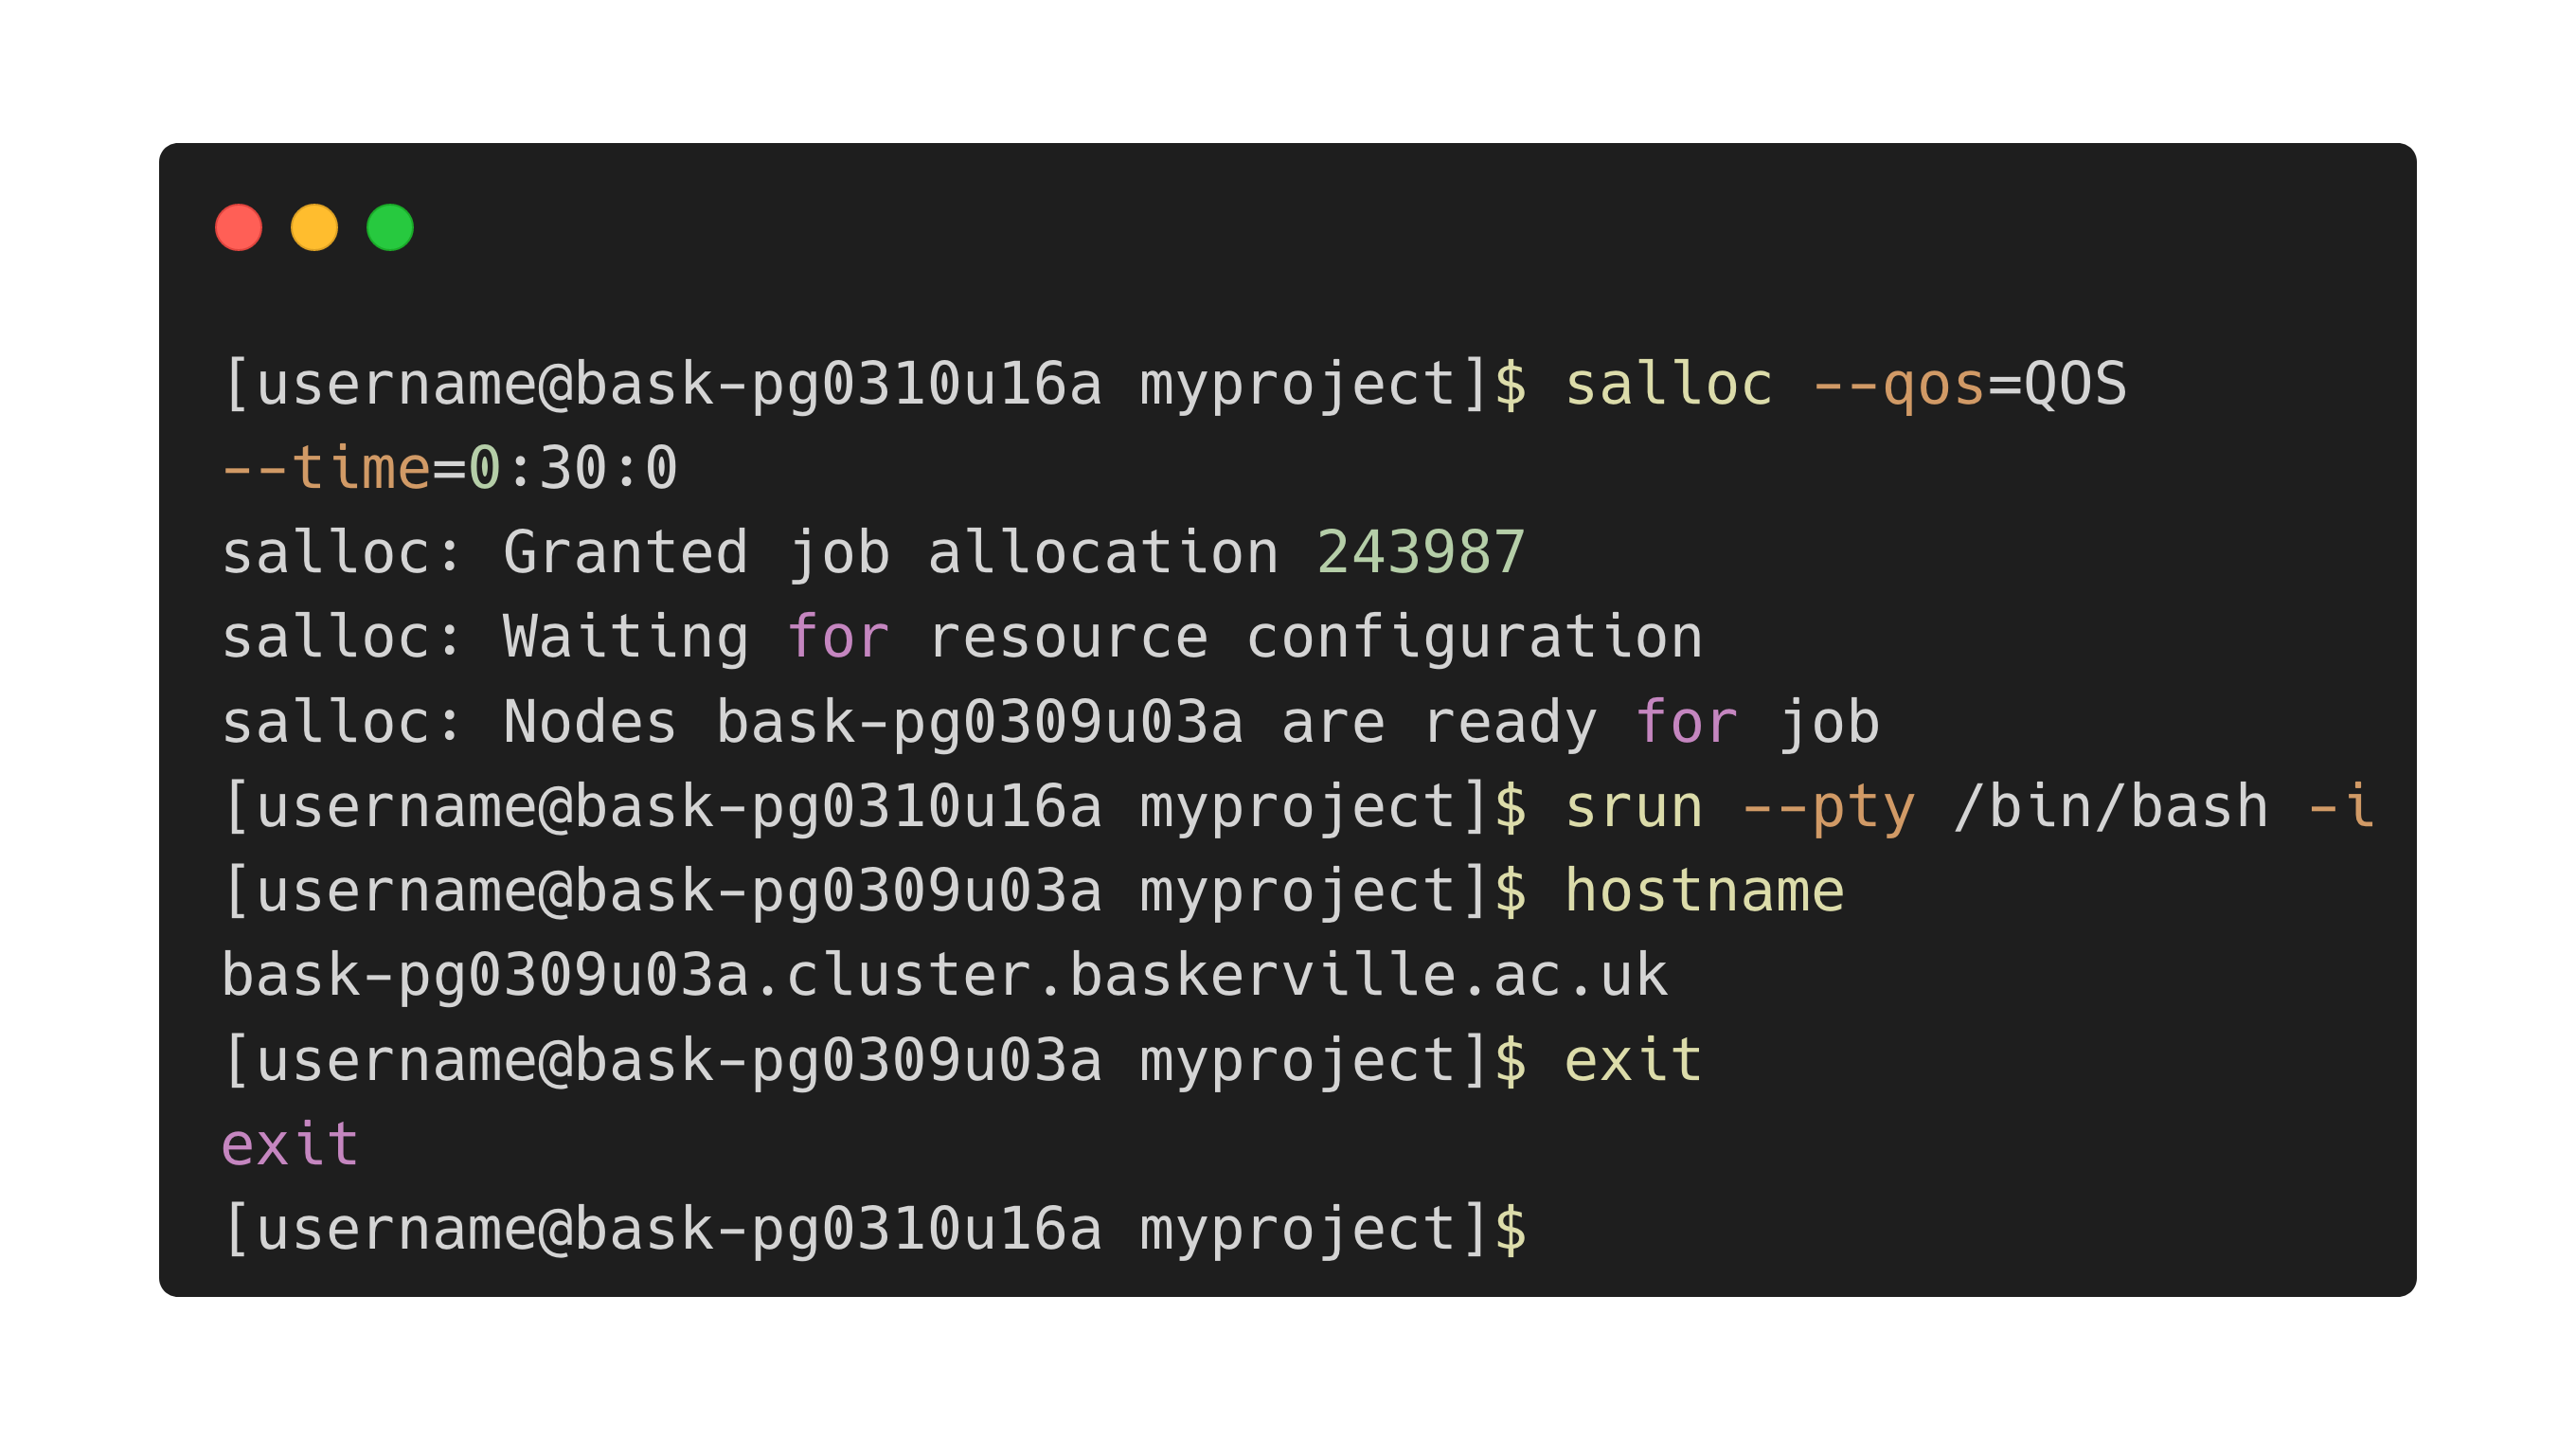 [username@bask-pg0310u16a myproject]$ salloc --qos=QOS
--time=0:30:0
salloc: Granted job allocation 243987
salloc: Waiting for resource configuration
salloc: Nodes bask-pg0309u03a are ready for job
[username@bask-pg0310u16a myproject]$ srun --pty /bin/bash -i
[username@bask-pg0309u03a myproject]$ hostname
bask-pg0309u03a.cluster.baskerville.ac.uk
[username@bask-pg0309u03a myproject]$ exit
exit
[username@bask-pg0310u16a myproject]$